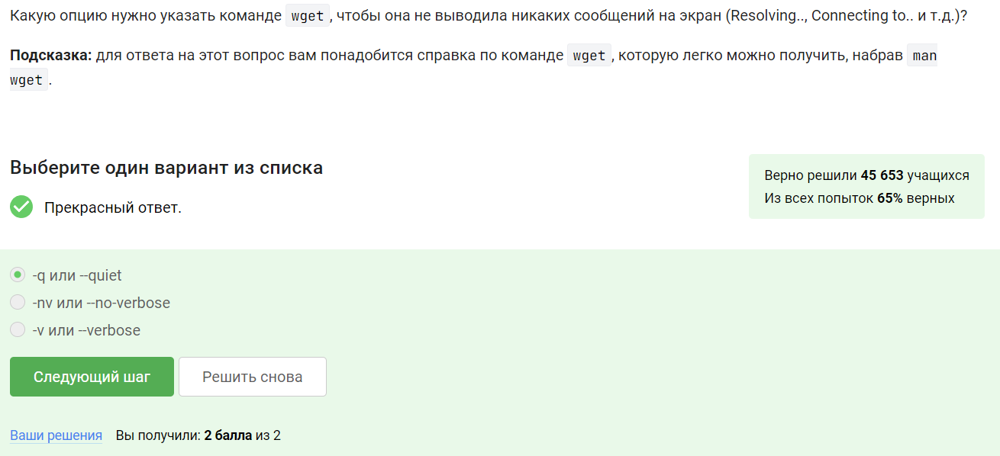 Какую опцию нужно указать команде wget, чтобы она не выводила никаких сообщений на экран (Resolving.., Connecting to.. и т.д.)?
Подсказка: для ответа на этот вопрос вам понадобится справка по команде wget, которую легко можно получить, набрав man
wget.
Выберите один вариант из списка
Верно решили 45 653 учащихся
Из всех попыток 65% верных
Прекрасный ответ.
-q или --quiet
-nv или --no-verbose
-v или --verbose
Следующий шаг Решить снова
Ваши решения Вы получили: 2 балла из 2